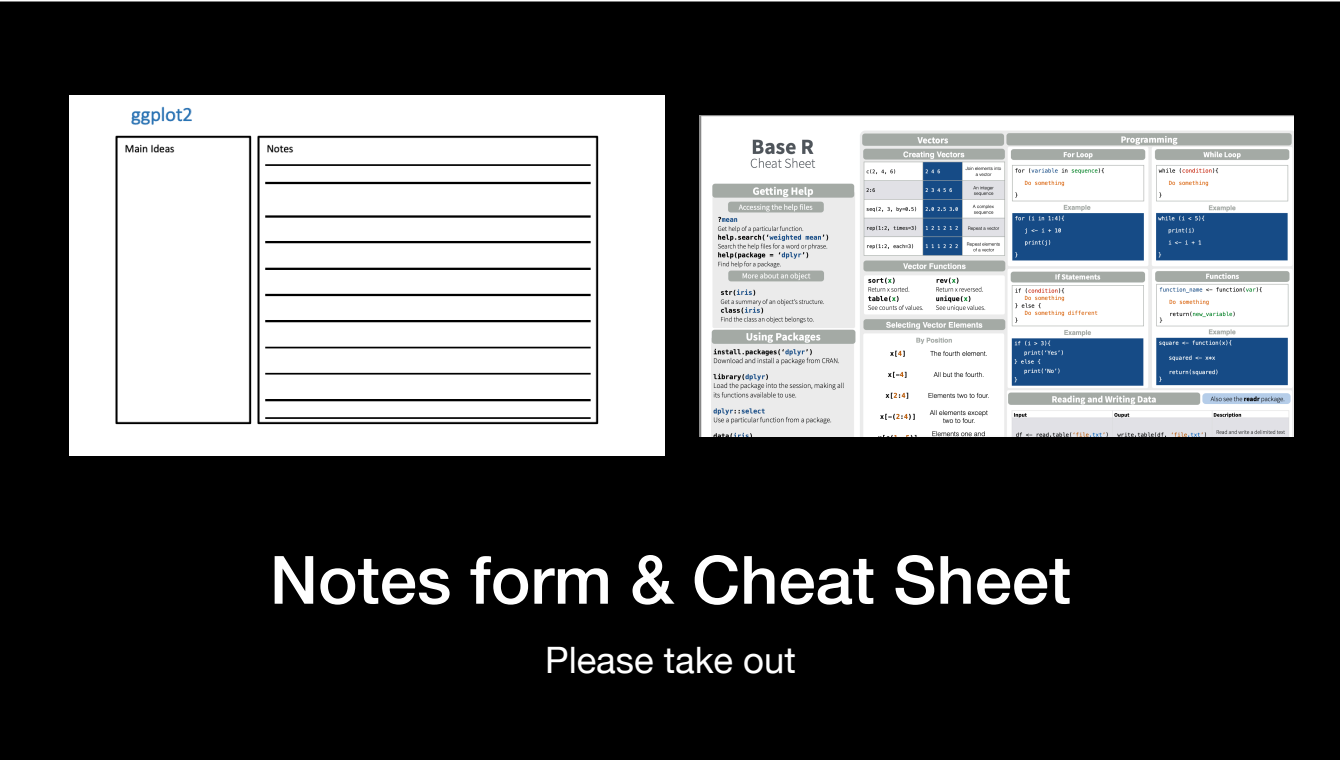 ggplot2
Main Ideas
Notes
Base R
Cheat Sheet
Getting Help
Accessing the help files
?mean
Get help of a particular function.
help.search(‘weighted mean’)
Search the help files for a word or phrase.
help(package = ‘dplyr’)
Find help for a package.
More about an object
str(iris)
Get a summary of an object's structure.
class(iris)
Find the class an object belongs to.
Using Packages
install.packages(‘dplyr’)
Download and install a package from CRAN.
library(dplyr)
Load the package into the session, making all
its functions available to use.
dplyr::select
Use a particular function from a package.
data(iris)
Vectors
Creating Vectors
c(2, 4, 6) 2 4 6 Join elements into
a vector
2:6 2 3 4 5 6 An integer
sequence
seq(2, 3, by=0.5) 2.0 2.5 3.0 A complex
sequence
rep(1:2, times=3) 1 2 1 2 1 2 Repeat a vector
rep(1:2, each=3) 1 1 1 2 2 2 Repeat elements
of a vector
Vector Functions
sort(x) rev(x)
Return x sorted. Return x reversed.
table(x) unique(x)
See counts of values. See unique values.
Selecting Vector Elements
By Position
x[4] The fourth element.
x[-4] All but the fourth.
x[2:4] Elements two to four.
x[-(2:4)] All elements except
two to four.
Elements one and
Programming
For Loop
for (variable in sequence){
Do something
}
Example
for (i in 1:4){
j <- i + 10
print(j)
}
While Loop
while (condition){
Do something
}
Example
while (i < 5){
print(i)
i <- i + 1
}
If Statements
if (condition){
Do something
} else {
Do something different
}
Example
if (i > 3){
print(‘Yes’)
} else {
print(‘No’)
}
Functions
function_name <- function(var){
Do something
return(new_variable)
}
Example
square <- function(x){
squared <- x*x
return(squared)
}
Reading and Writing Data
Also see the readr package.
Input Ouput Description
df <- read.table(‘file.txt’) write.table(df, ‘file.txt’) Read and write a delimited text
Notes form & Cheat Sheet
Please take out